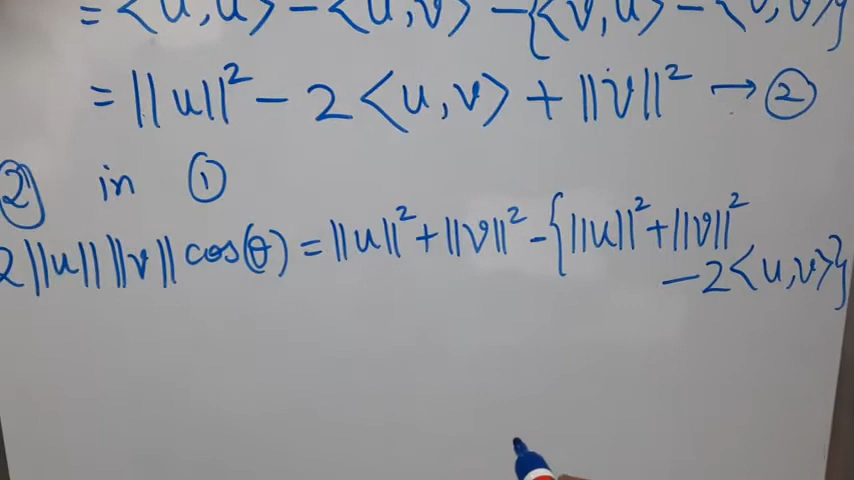 = <u,u> - <u,v> - {<v,u> - <v,v>}
= ||u||² - 2 <u,v> + ||v||² → ②
② in ①
2||u|| ||v|| cos(θ) = ||u||² + ||v||² - {||u||² + ||v||²
- 2<u,v>}